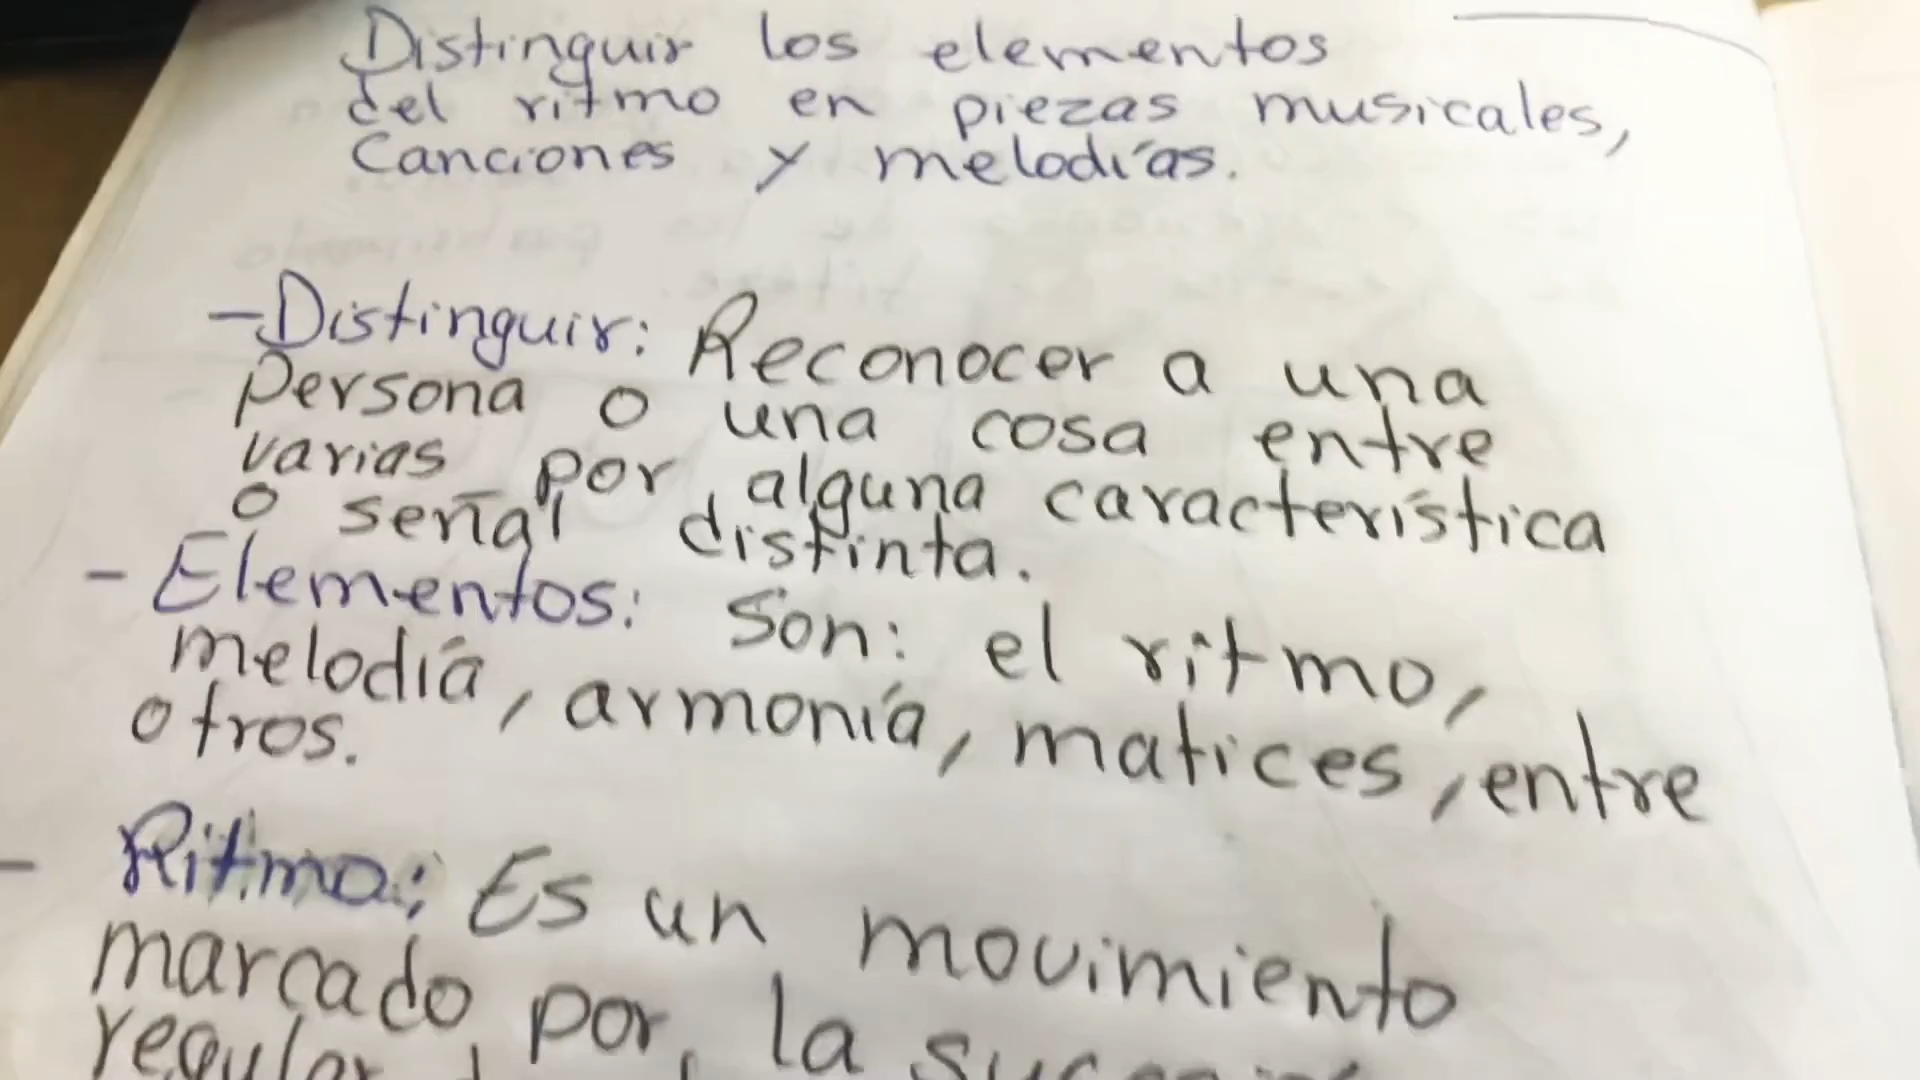 Distinguir los elementos
del ritmo en piezas musicales,
Canciones y melodías.
- Distinguir: Reconocer a una
persona o una cosa entre
varias por alguna característica
o señal distinta.
- Elementos: Son: el ritmo,
melodía, armonía, matices, entre
otros.
- Ritmo: Es un movimiento
marcado por la
regular